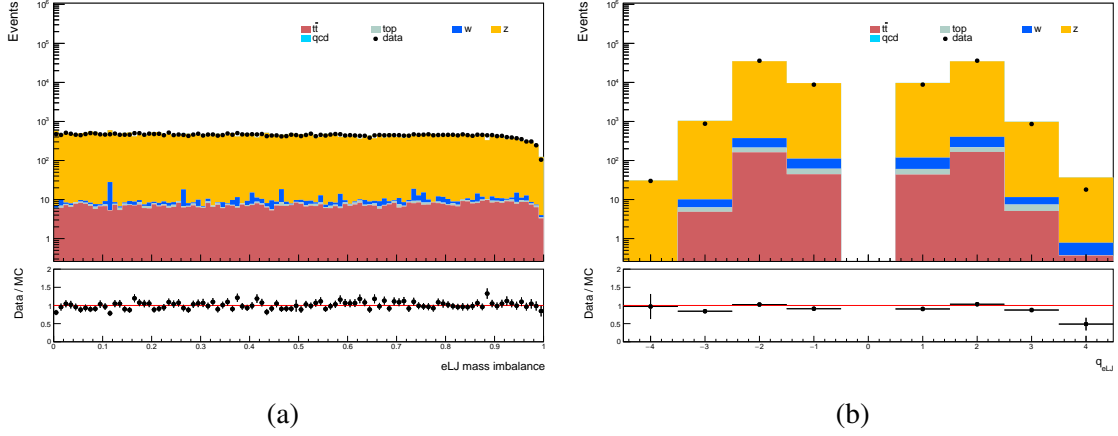 Events
10⁶
10⁵
10⁴
10³
10²
10
1
tt̄ top w z
qcd data
Data / MC
2
1.5
1
0.5
0
0 0.1 0.2 0.3 0.4 0.5 0.6 0.7 0.8 0.9 1
eLJ mass imbalance
(a)
Events
10⁶
10⁵
10⁴
10³
10²
10
1
tt̄ top w z
qcd data
Data / MC
2
1.5
1
0.5
0
−4 −3 −2 −1 0 1 2 3 4
q_eLJ
(b)